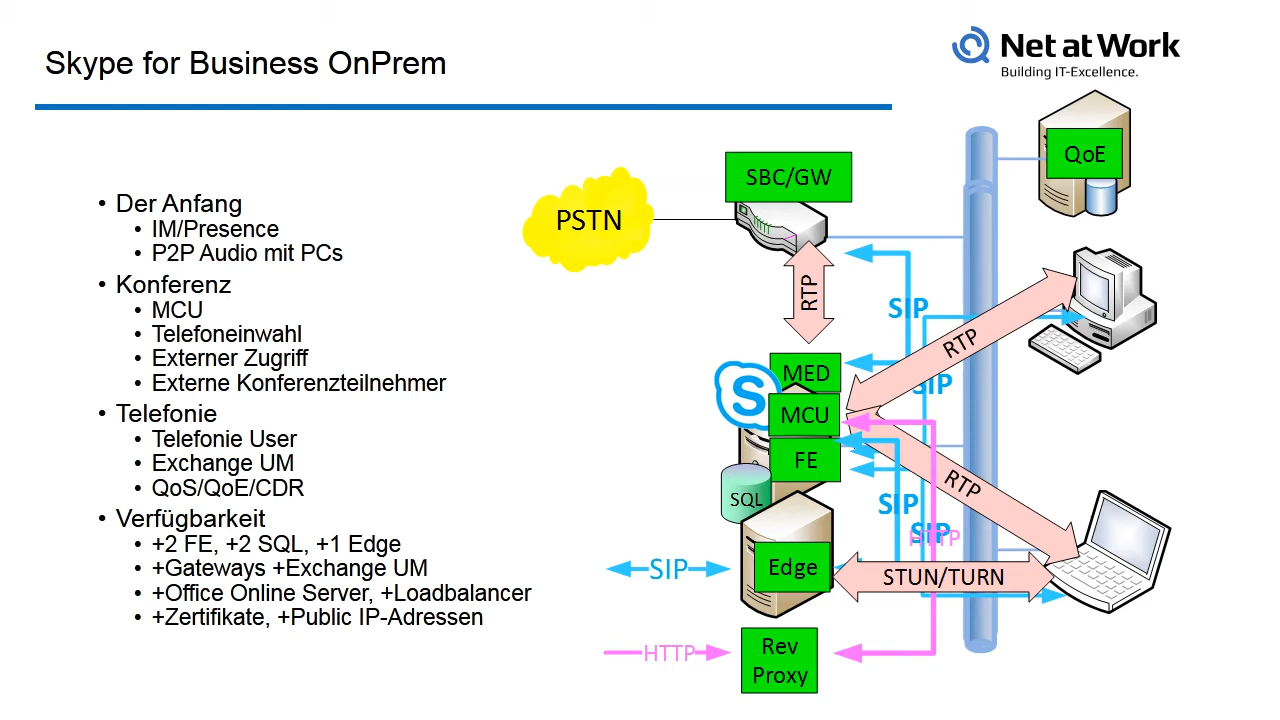 Skype for Business OnPrem
Net at Work
Building IT-Excellence.
• Der Anfang
• IM/Presence
• P2P Audio mit PCs
• Konferenz
• MCU
• Telefoneinwahl
• Externer Zugriff
• Externe Konferenzteilnehmer
• Telefonie
• Telefonie User
• Exchange UM
• QoS/QoE/CDR
• Verfügbarkeit
• +2 FE, +2 SQL, +1 Edge
• +Gateways +Exchange UM
• +Office Online Server, +Loadbalancer
• +Zertifikate, +Public IP-Adressen
QoE
SBC/GW
PSTN
RTP
SIP
RTP
MED
SIP
S
MCU
FE
RTP
SQL
SIP
SIP
HTTP
SIP
Edge
STUN/TURN
HTTP
Rev
Proxy